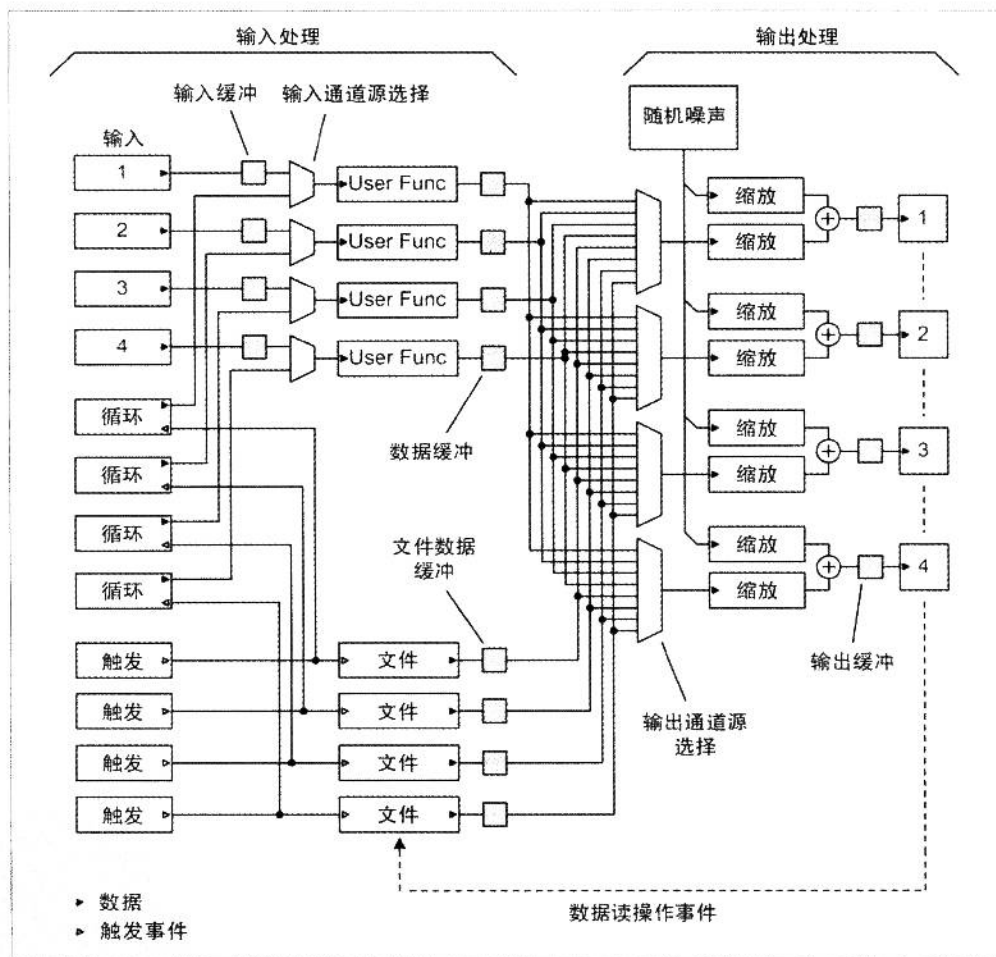 输入处理
输出处理
输入缓冲
输入通道源选择
随机噪声
输入
1
User Func
缩放
1
缩放
2
User Func
3
User Func
缩放
2
4
User Func
缩放
循环
数据缓冲
缩放
3
循环
缩放
循环
文件数据
缓冲
缩放
4
循环
缩放
触发
文件
输出缓冲
触发
文件
输出通道源
选择
触发
文件
触发
文件
数据
数据读操作事件
触发事件